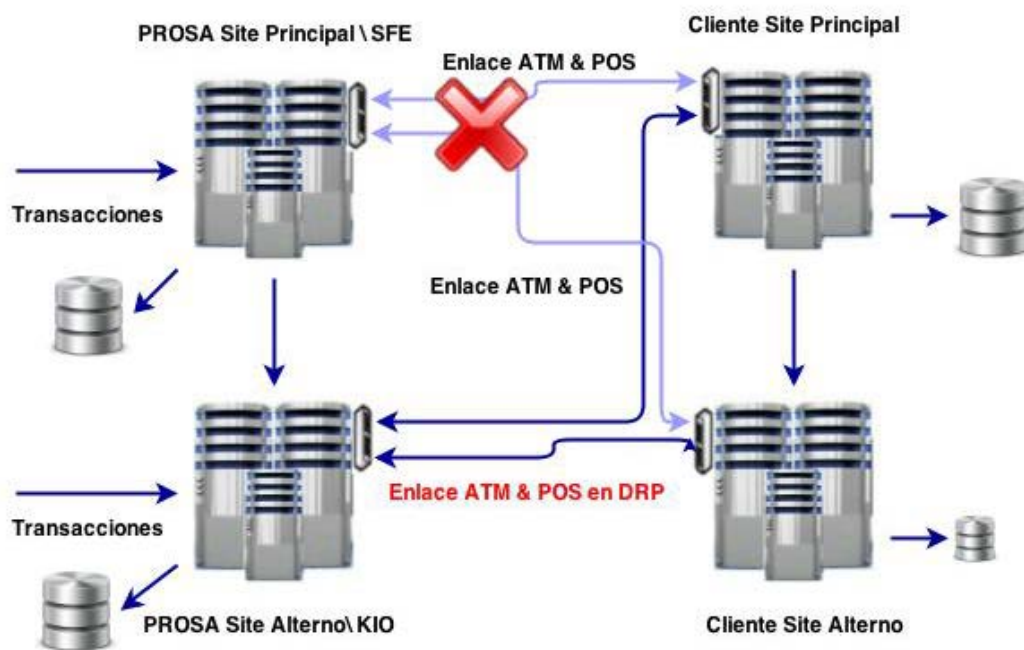 PROSA Site Principal \ SFE
Cliente Site Principal
Enlace ATM & POS
Transacciones
Enlace ATM & POS
Enlace ATM & POS en DRP
Transacciones
PROSA Site Alterno\ KIO
Cliente Site Alterno